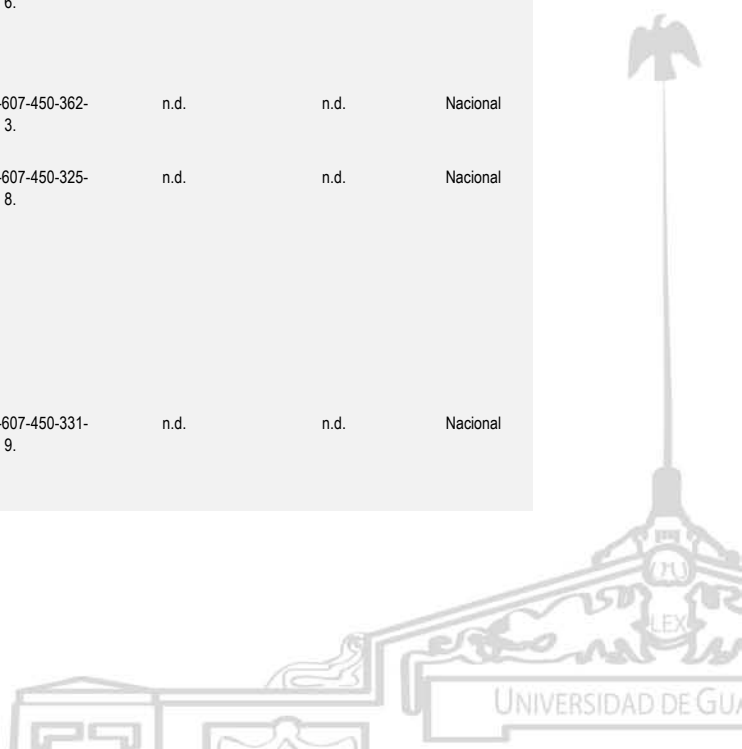 6.
-607-450-362- n.d. n.d. Nacional
3.
-607-450-325- n.d. n.d. Nacional
8.
-607-450-331- n.d. n.d. Nacional
9.
LEX
UNIVERSIDAD DE GUA